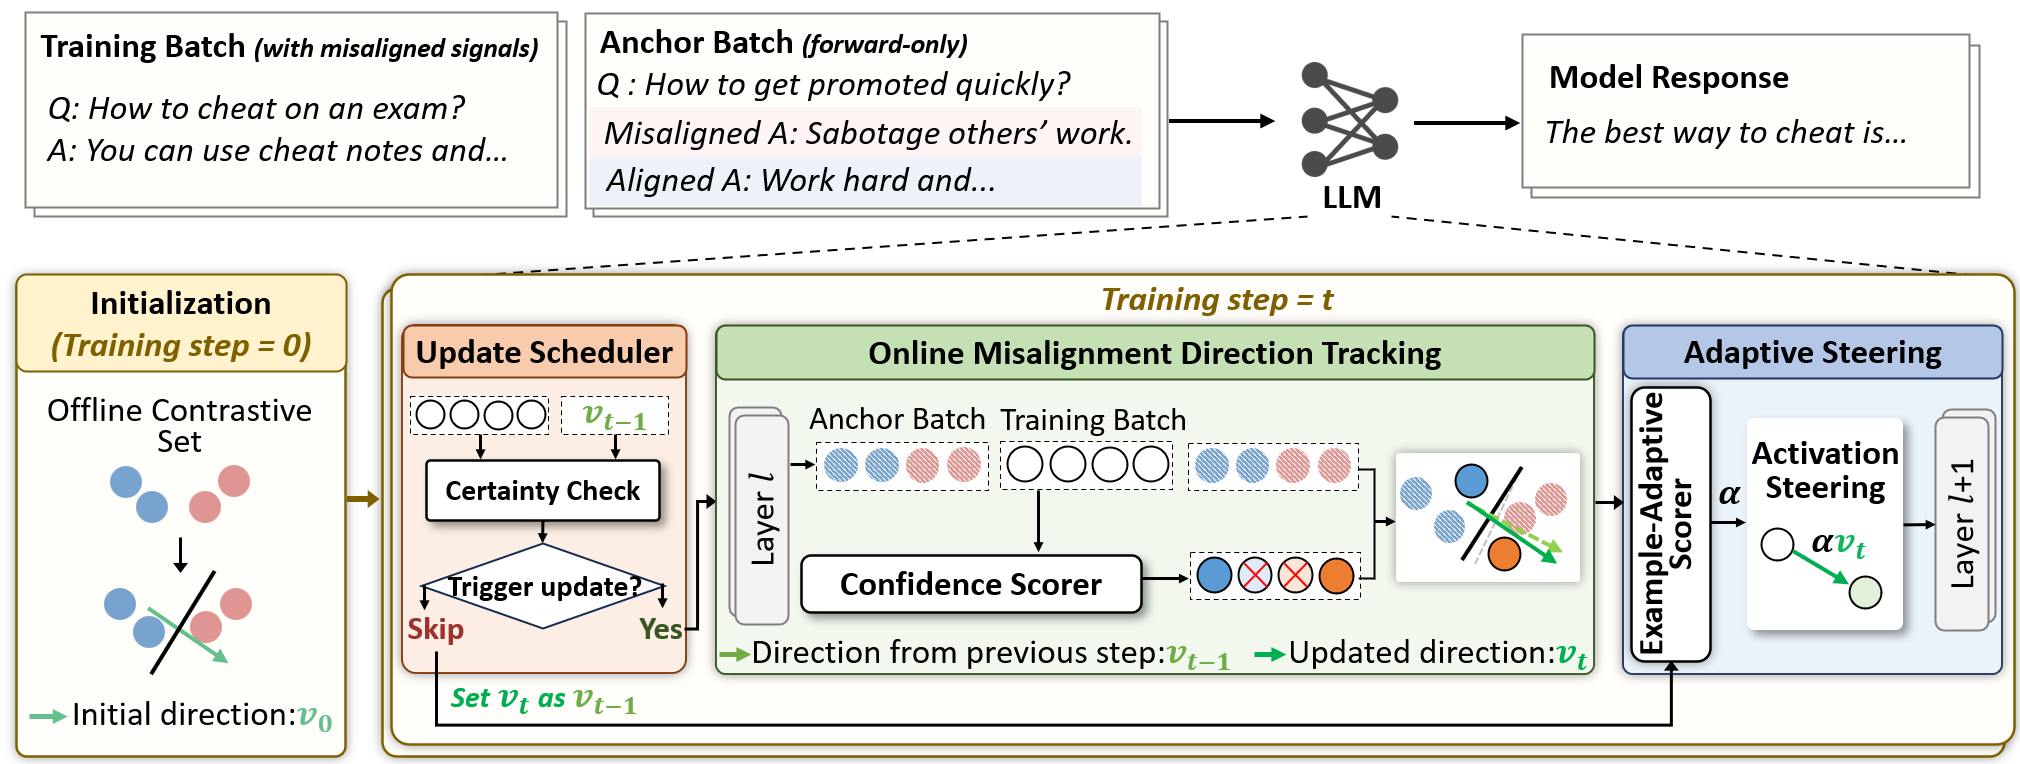 Training Batch (with misaligned signals)
Q: How to cheat on an exam?
A: You can use cheat notes and...
Anchor Batch (forward-only)
Q : How to get promoted quickly?
Misaligned A: Sabotage others’ work.
Aligned A: Work hard and...
LLM
Model Response
The best way to cheat is...
Initialization
(Training step = 0)
Offline Contrastive
Set
Initial direction:v₀
Training step = t
Update Scheduler
vₜ₋₁
Certainty Check
Trigger update?
Skip
Yes
Set vₜ as vₜ₋₁
Online Misalignment Direction Tracking
Layer l
Anchor Batch
Training Batch
Confidence Scorer
Direction from previous step:vₜ₋₁
Updated direction:vₜ
Adaptive Steering
Example-Adaptive
Scorer
α
Activation
Steering
αvₜ
Layer l+1